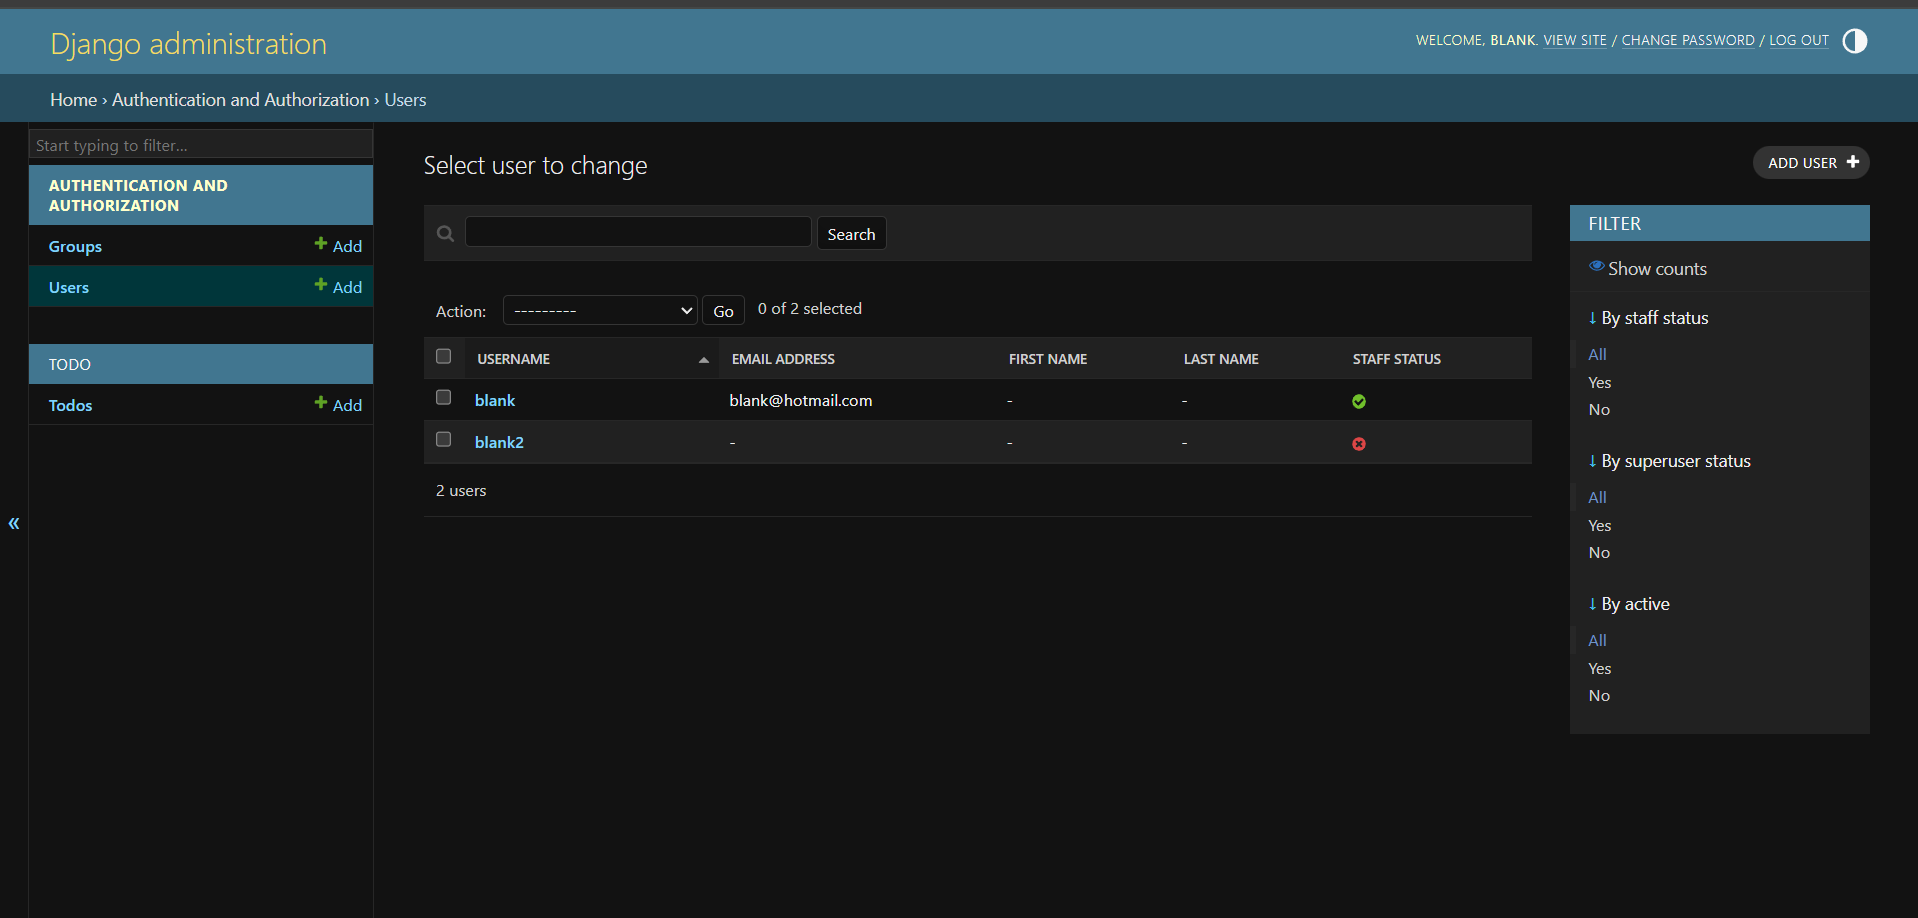 Django administration
WELCOME, BLANK. VIEW SITE / CHANGE PASSWORD / LOG OUT
Home › Authentication and Authorization › Users
Start typing to filter...
AUTHENTICATION AND
AUTHORIZATION
Groups Add
Users Add
TODO
Todos Add
«
Select user to change
ADD USER
Search
Action: --------- Go 0 of 2 selected
USERNAME EMAIL ADDRESS FIRST NAME LAST NAME STAFF STATUS
blank blank@hotmail.com - -
blank2 - - -
2 users
FILTER
Show counts
↓ By staff status
All
Yes
No
↓ By superuser status
All
Yes
No
↓ By active
All
Yes
No